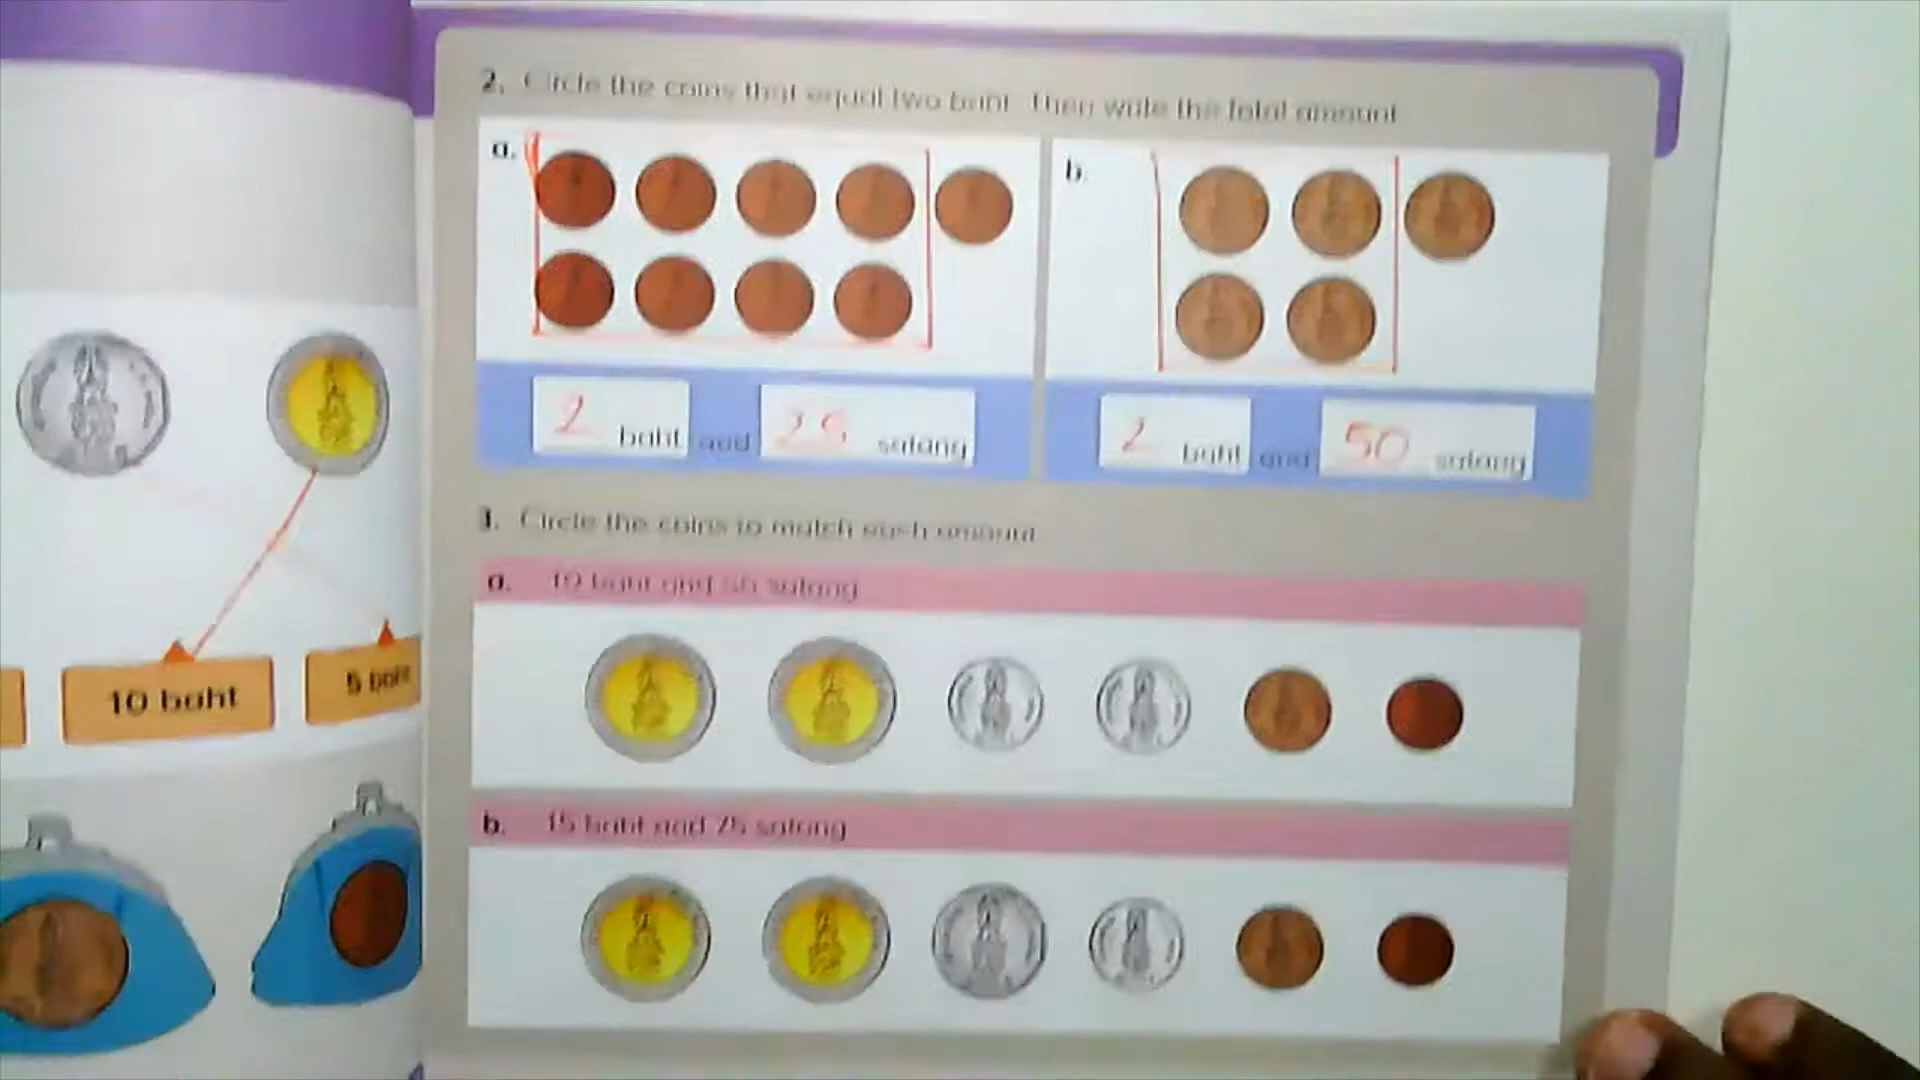 2. Circle the coins that equal two baht. Then write the total amount
a.
b.
2 baht and 25 satang
2 baht and 50 satang
3. Circle the coins to match each amount
a. 10 baht and 50 satang
10 baht
5 baht
b. 15 baht and 75 satang